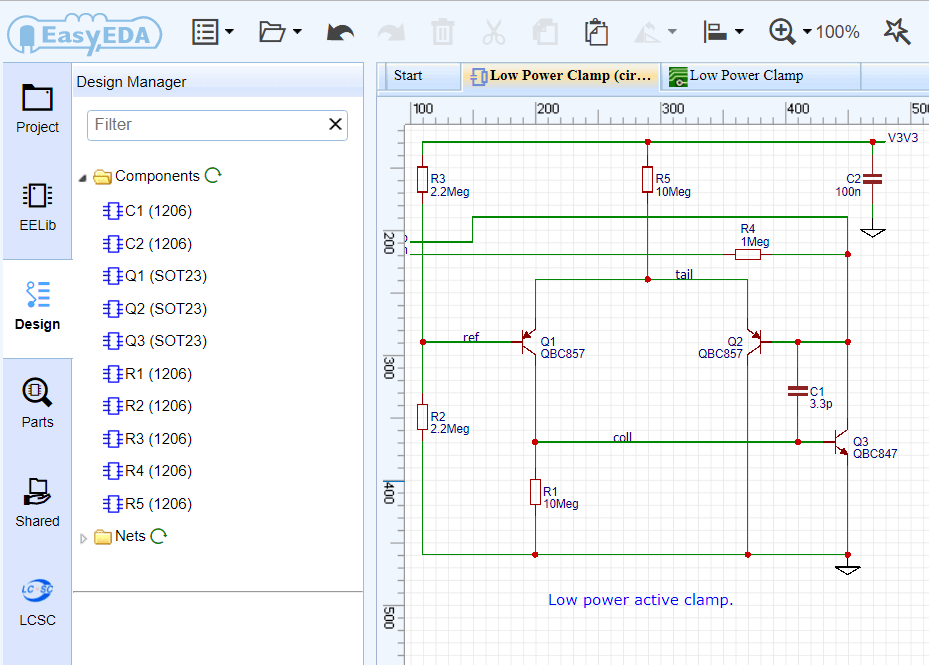 EasyEDA
100%
Project
EELib
Design
Parts
Shared
LCSC
LCSC
Design Manager
Filter
Components
C1 (1206)
C2 (1206)
Q1 (SOT23)
Q2 (SOT23)
Q3 (SOT23)
R1 (1206)
R2 (1206)
R3 (1206)
R4 (1206)
R5 (1206)
Nets
Start
Low Power Clamp (cir...
Low Power Clamp
100
200
300
400
200
300
400
500
V3V3
R3
2.2Meg
R5
10Meg
C2
100n
R4
1Meg
tail
ref
Q1
QBC857
Q2
QBC857
C1
3.3p
R2
2.2Meg
coll
Q3
QBC847
R1
10Meg
Low power active clamp.